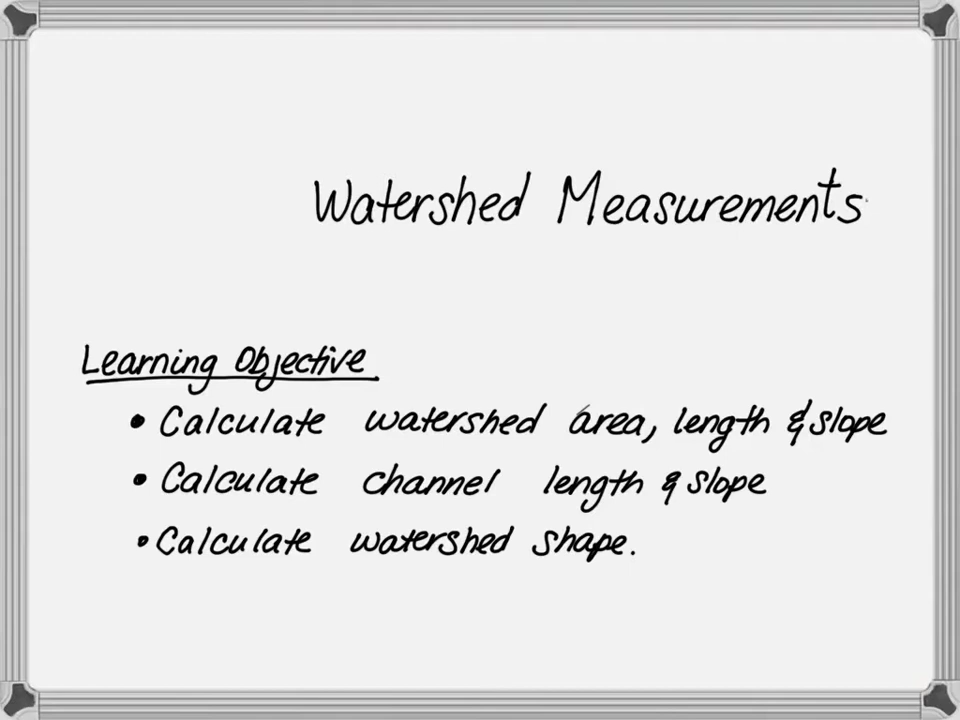 Watershed Measurements
Learning Objective
• Calculate watershed area, length & slope
• Calculate channel length & slope
• Calculate watershed shape.